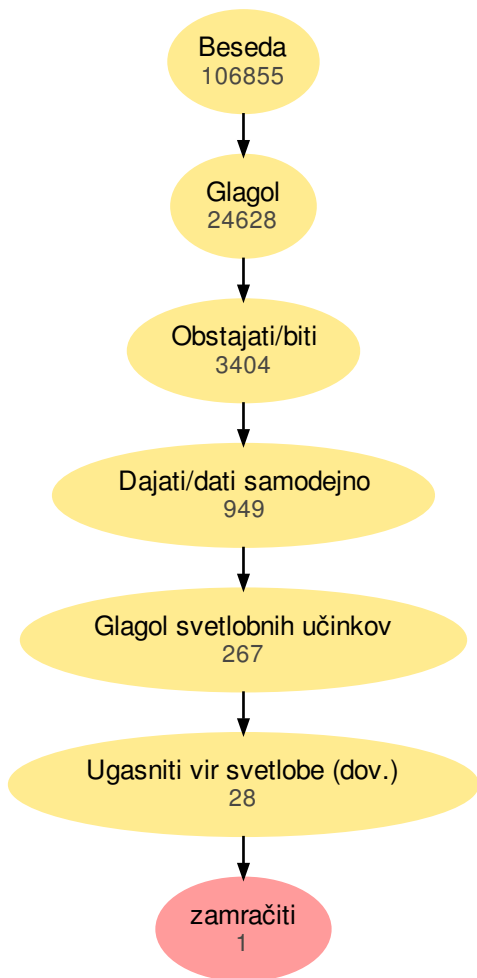 Beseda
106855
Glagol
24628
Obstajati/biti
3404
Dajati/dati samodejno
949
Glagol svetlobnih učinkov
267
Ugasniti vir svetlobe (dov.)
28
zamračiti
1